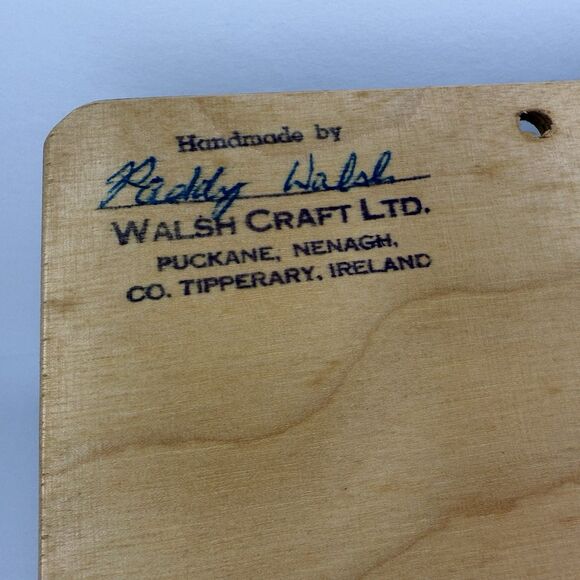 Handmade by
Paddy Walsh
WALSH CRAFT LTD.
PUCKANE, NENAGH,
CO. TIPPERARY, IRELAND